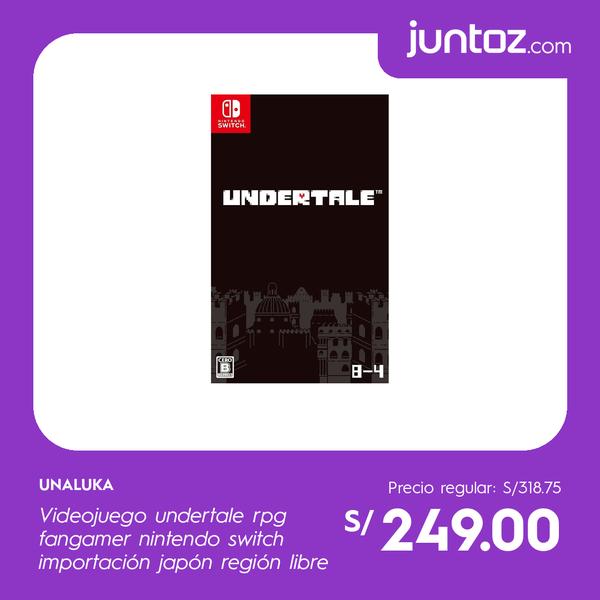 juntoz.com
NINTENDO
SWITCH
UNDERTALE™
CERO
B
8-4
UNALUKA
Precio regular: S/318.75
Videojuego undertale rpg
fangamer nintendo switch
importación japón región libre
S/ 249.00